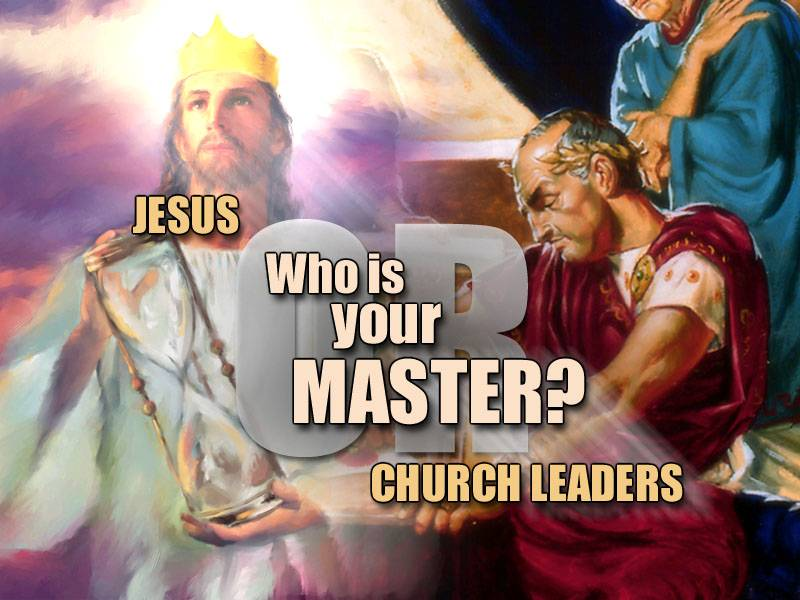 JESUS
OR
Who is
your
MASTER?
CHURCH LEADERS